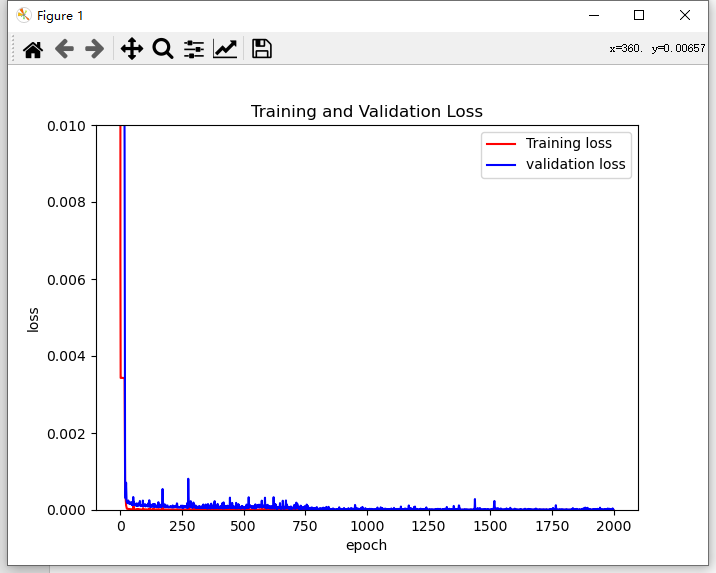 Figure 1
x=360. y=0.00657
Training and Validation Loss
Training loss
validation loss
0.010
0.008
0.006
0.004
0.002
0.000
loss
0 250 500 750 1000 1250 1500 1750 2000
epoch